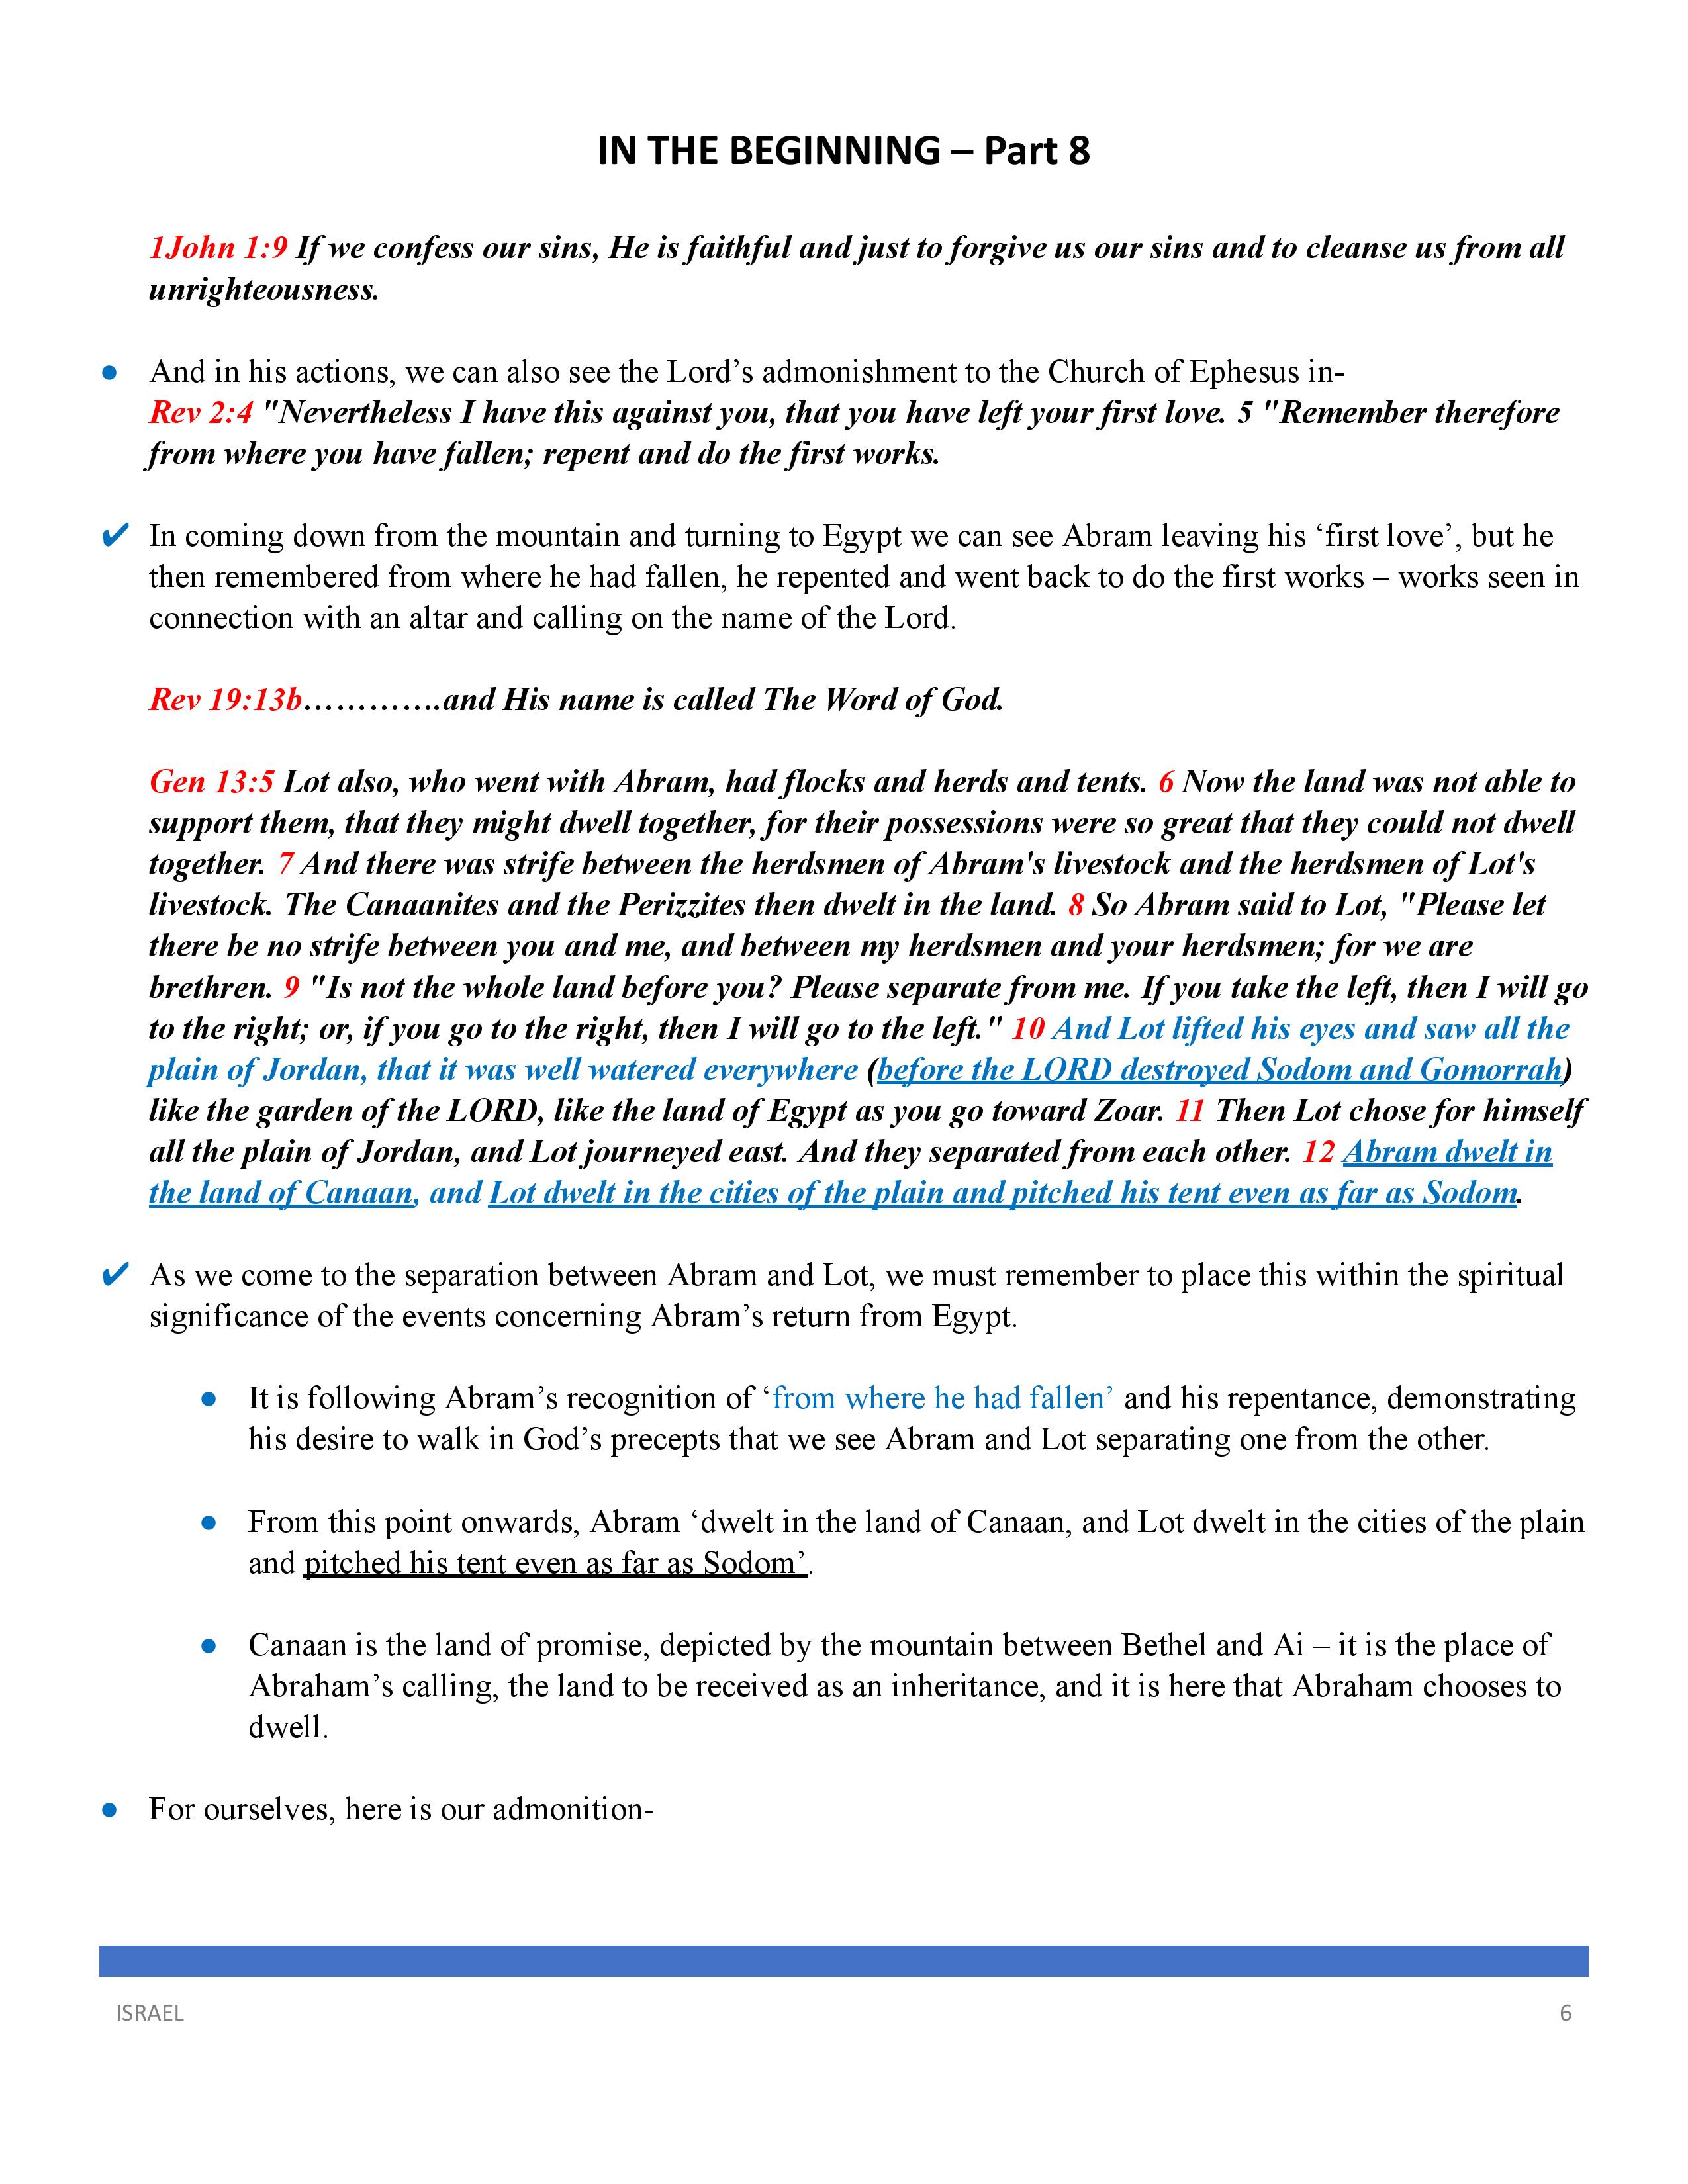 IN THE BEGINNING – Part 8
1John 1:9 If we confess our sins, He is faithful and just to forgive us our sins and to cleanse us from all
unrighteousness.
● And in his actions, we can also see the Lord’s admonishment to the Church of Ephesus in-
Rev 2:4 "Nevertheless I have this against you, that you have left your first love. 5 "Remember therefore
from where you have fallen; repent and do the first works.
✔ In coming down from the mountain and turning to Egypt we can see Abram leaving his ‘first love’, but he
then remembered from where he had fallen, he repented and went back to do the first works – works seen in
connection with an altar and calling on the name of the Lord.
Rev 19:13b………….and His name is called The Word of God.
Gen 13:5 Lot also, who went with Abram, had flocks and herds and tents. 6 Now the land was not able to
support them, that they might dwell together, for their possessions were so great that they could not dwell
together. 7 And there was strife between the herdsmen of Abram's livestock and the herdsmen of Lot's
livestock. The Canaanites and the Perizzites then dwelt in the land. 8 So Abram said to Lot, "Please let
there be no strife between you and me, and between my herdsmen and your herdsmen; for we are
brethren. 9 "Is not the whole land before you? Please separate from me. If you take the left, then I will go
to the right; or, if you go to the right, then I will go to the left." 10 And Lot lifted his eyes and saw all the
plain of Jordan, that it was well watered everywhere (before the LORD destroyed Sodom and Gomorrah)
like the garden of the LORD, like the land of Egypt as you go toward Zoar. 11 Then Lot chose for himself
all the plain of Jordan, and Lot journeyed east. And they separated from each other. 12 Abram dwelt in
the land of Canaan, and Lot dwelt in the cities of the plain and pitched his tent even as far as Sodom.
✔ As we come to the separation between Abram and Lot, we must remember to place this within the spiritual
significance of the events concerning Abram’s return from Egypt.
● It is following Abram’s recognition of ‘from where he had fallen’ and his repentance, demonstrating
his desire to walk in God’s precepts that we see Abram and Lot separating one from the other.
● From this point onwards, Abram ‘dwelt in the land of Canaan, and Lot dwelt in the cities of the plain
and pitched his tent even as far as Sodom’.
● Canaan is the land of promise, depicted by the mountain between Bethel and Ai – it is the place of
Abraham’s calling, the land to be received as an inheritance, and it is here that Abraham chooses to
dwell.
● For ourselves, here is our admonition-
ISRAEL 6